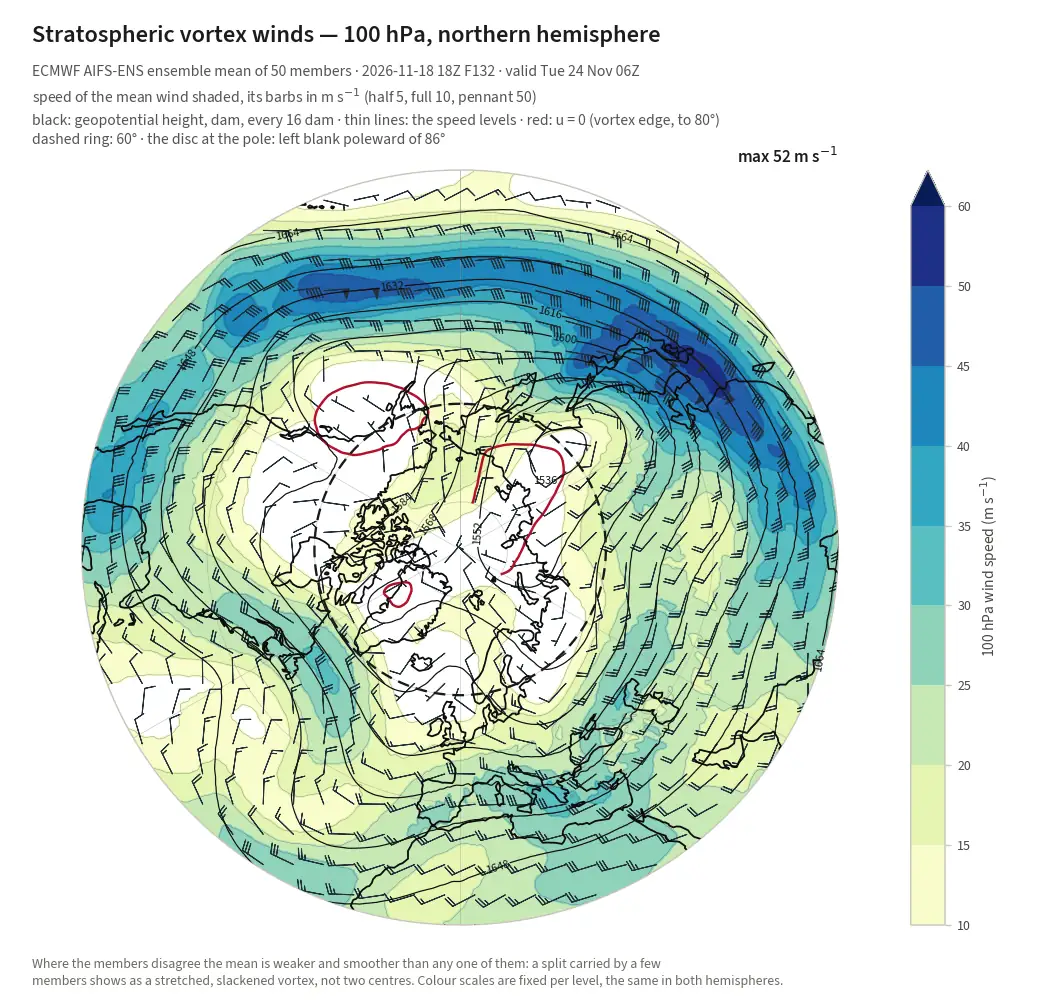 Stratospheric vortex winds — 100 hPa, northern hemisphere
ECMWF AIFS-ENS ensemble mean of 50 members · 2026-11-18 18Z F132 · valid Tue 24 Nov 06Z
speed of the mean wind shaded, its barbs in m s⁻¹ (half 5, full 10, pennant 50)
black: geopotential height, dam, every 16 dam · thin lines: the speed levels · red: u = 0 (vortex edge, to 80°)
dashed ring: 60° · the disc at the pole: left blank poleward of 86°
max 52 m s⁻¹
1664
1664
1632
1616
1600
1648
1536
1584
1568
1552
1664
1648
60
50
45
40
35
30
25
20
15
10
100 hPa wind speed (m s⁻¹)
Where the members disagree the mean is weaker and smoother than any one of them: a split carried by a few
members shows as a stretched, slackened vortex, not two centres. Colour scales are fixed per level, the same in both hemispheres.